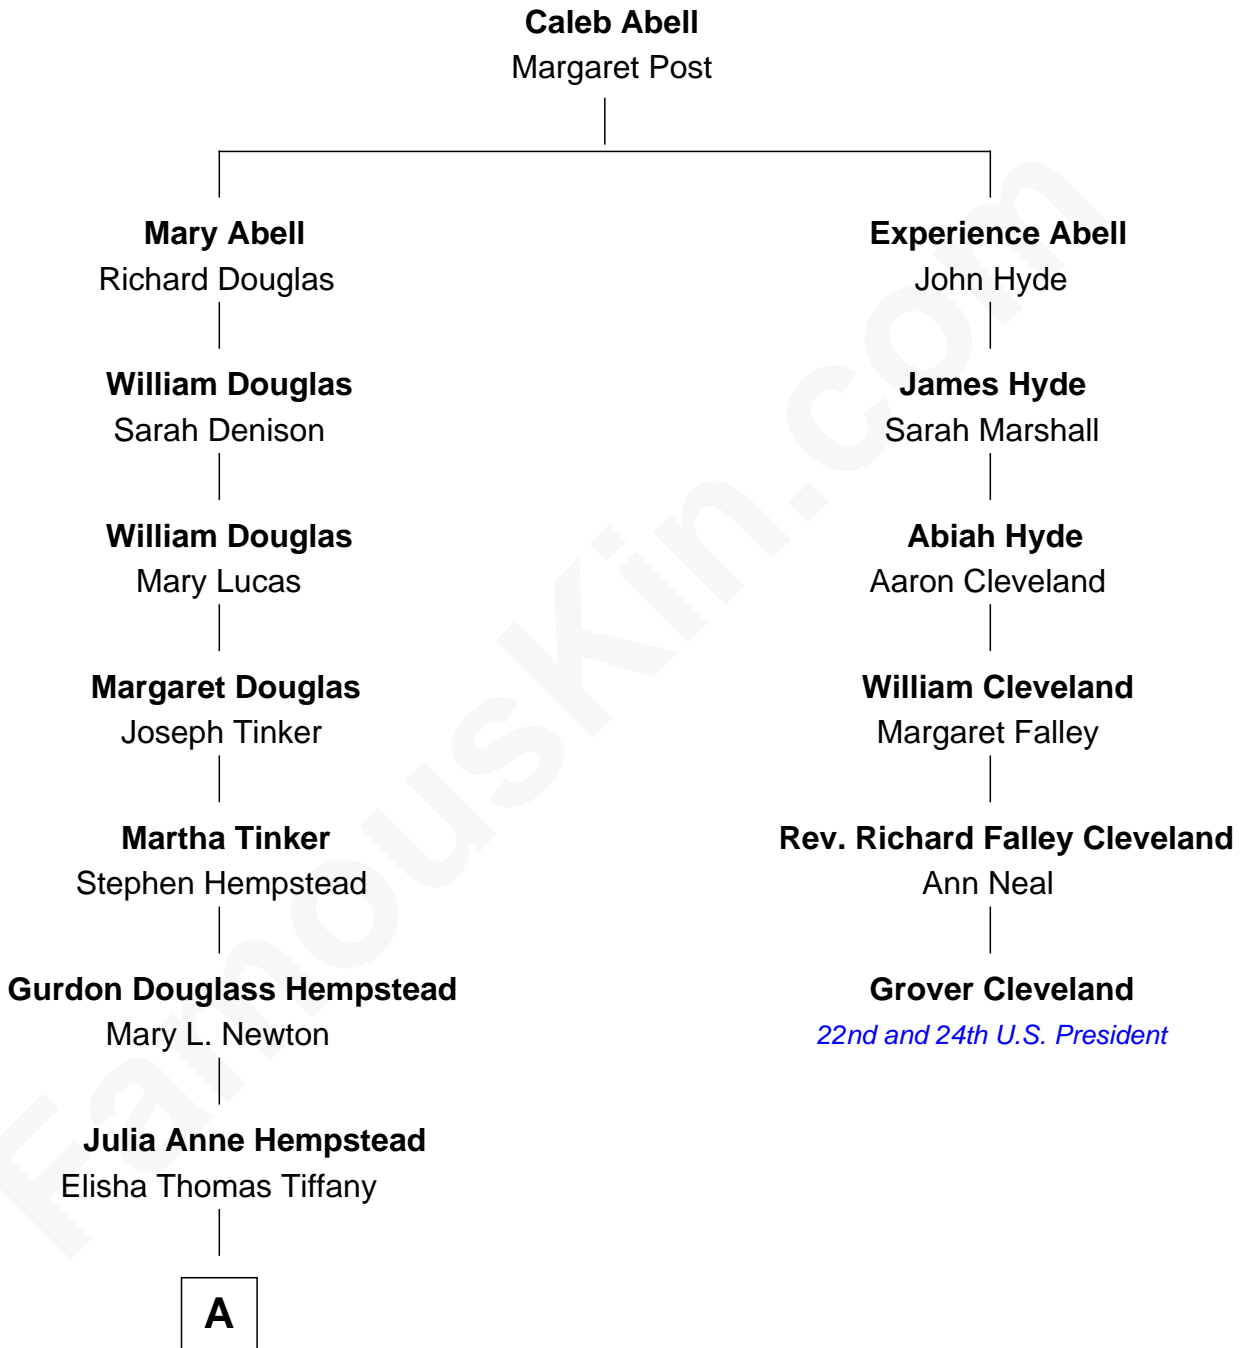 Caleb Abell
Margaret Post
Mary Abell
Richard Douglas
Experience Abell
John Hyde
William Douglas
Sarah Denison
James Hyde
Sarah Marshall
William Douglas
Mary Lucas
Abiah Hyde
Aaron Cleveland
Margaret Douglas
Joseph Tinker
William Cleveland
Margaret Falley
Martha Tinker
Stephen Hempstead
Rev. Richard Falley Cleveland
Ann Neal
Gurdon Douglass Hempstead
Mary L. Newton
Grover Cleveland
22nd and 24th U.S. President
Julia Anne Hempstead
Elisha Thomas Tiffany
A
FamousKin.com